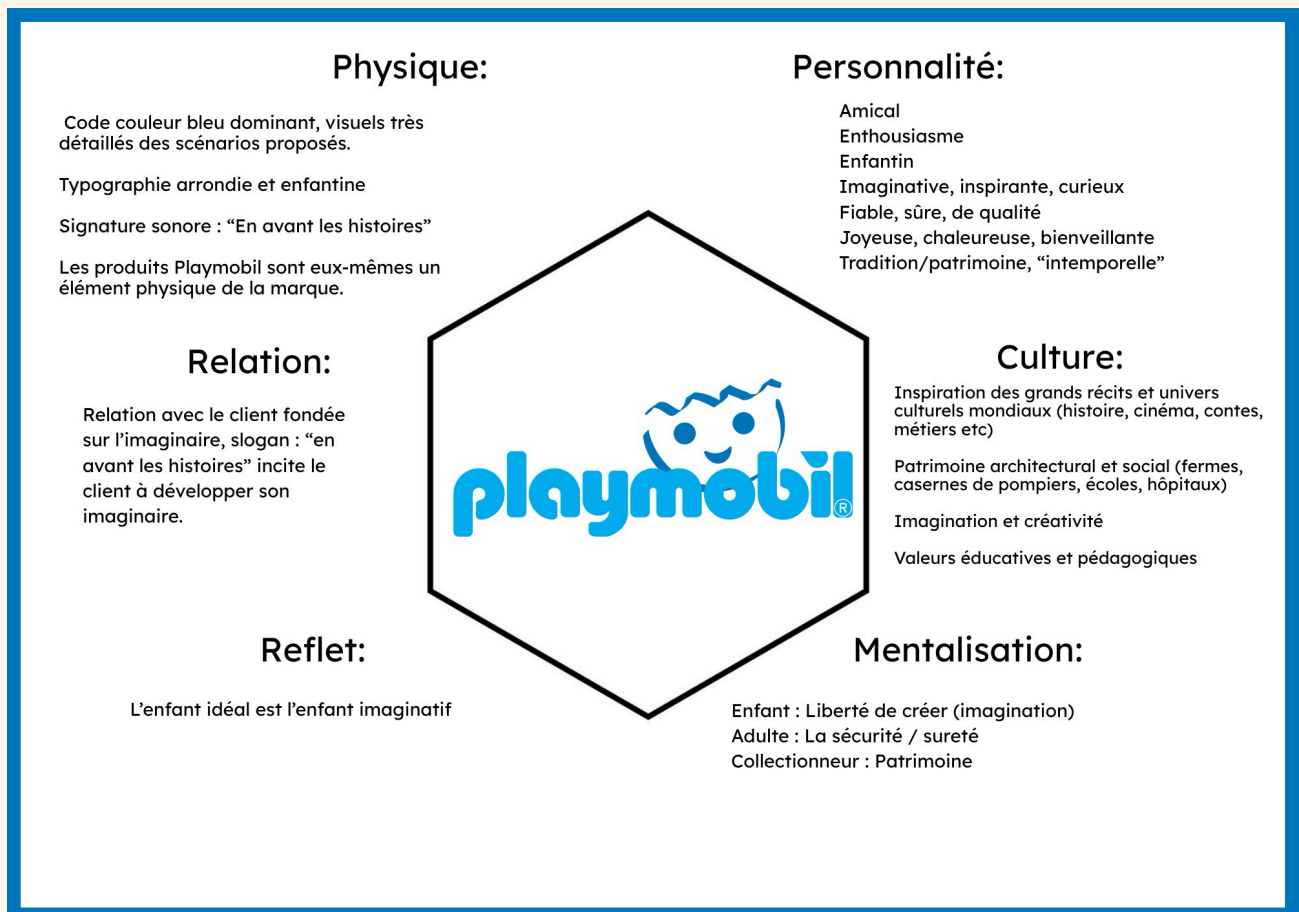 Physique:
Code couleur bleu dominant, visuels très
détaillés des scénarios proposés.
Typographie arrondie et enfantine
Signature sonore : “En avant les histoires”
Les produits Playmobil sont eux-mêmes un
élément physique de la marque.
Personnalité:
Amical
Enthousiasme
Enfantin
Imaginative, inspirante, curieux
Fiable, sûre, de qualité
Joyeuse, chaleureuse, bienveillante
Tradition/patrimoine, “intemporelle”
Relation:
Relation avec le client fondée
sur l’imaginaire, slogan : “en
avant les histoires” incite le
client à développer son
imaginaire.
playmobil®
Culture:
Inspiration des grands récits et univers
culturels mondiaux (histoire, cinéma, contes,
métiers etc)
Patrimoine architectural et social (fermes,
casernes de pompiers, écoles, hôpitaux)
Imagination et créativité
Valeurs éducatives et pédagogiques
Reflet:
L’enfant idéal est l’enfant imaginatif
Mentalisation:
Enfant : Liberté de créer (imagination)
Adulte : La sécurité / sureté
Collectionneur : Patrimoine